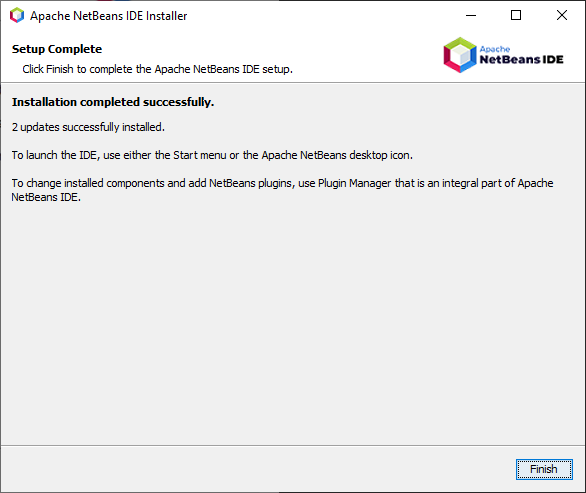 Apache NetBeans IDE Installer
Setup Complete
Click Finish to complete the Apache NetBeans IDE setup.
Apache
NetBeans IDE
Installation completed successfully.
2 updates successfully installed.
To launch the IDE, use either the Start menu or the Apache NetBeans desktop icon.
To change installed components and add NetBeans plugins, use Plugin Manager that is an integral part of Apache
NetBeans IDE.
Finish